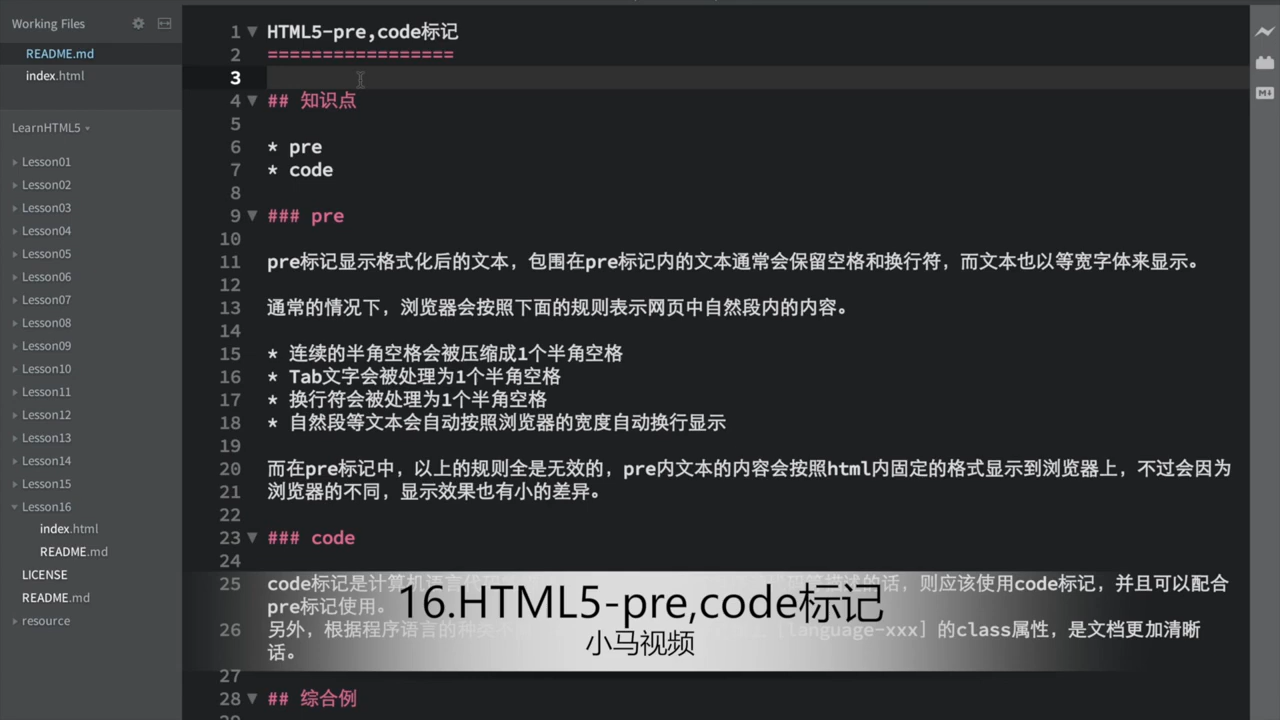 Working Files
README.md
index.html
LearnHTML5
Lesson01
Lesson02
Lesson03
Lesson04
Lesson05
Lesson06
Lesson07
Lesson08
Lesson09
Lesson10
Lesson11
Lesson12
Lesson13
Lesson14
Lesson15
Lesson16
index.html
README.md
LICENSE
README.md
resource
1 HTML5-pre,code标记
2 =================
3
4 ## 知识点
5
6 * pre
7 * code
8
9 ### pre
10
11 pre标记显示格式化后的文本，包围在pre标记内的文本通常会保留空格和换行符，而文本也以等宽字体来显示。
12
13 通常的情况下，浏览器会按照下面的规则表示网页中自然段内的内容。
14
15 * 连续的半角空格会被压缩成1个半角空格
16 * Tab文字会被处理为1个半角空格
17 * 换行符会被处理为1个半角空格
18 * 自然段等文本会自动按照浏览器的宽度自动换行显示
19
20 而在pre标记中，以上的规则全是无效的，pre内文本的内容会按照html内固定的格式显示到浏览器上，不过会因为
21 浏览器的不同，显示效果也有小的差异。
22
23 ### code
24
25 code标记是计算机语言代码 的话，则应该使用code标记，并且可以配合
pre标记使用。
26 另外，根据程序语言的种类不 [language-xxx] 的class属性，是文档更加清晰
话。
27
28 ## 综合例
16.HTML5-pre,code标记
小马视频
M↓